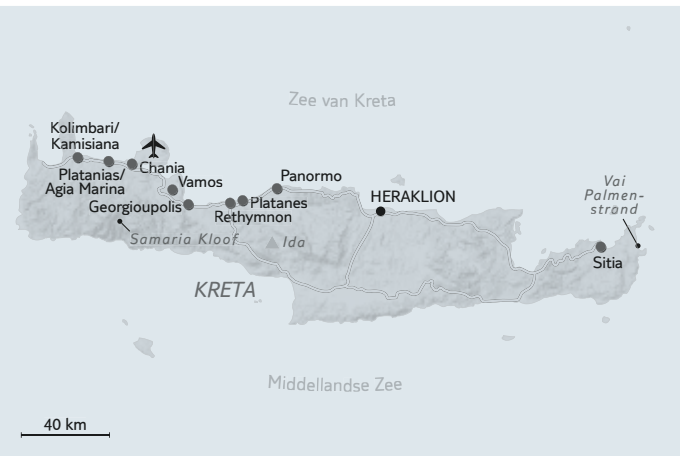 Zee van Kreta
Kolimbari/
Kamisiana
Chania
Platanias/
Agia Marina
Vamos
Panormo
HERAKLION
Vai
Palmen-
strand
Georgioupolis
Platanes
Rethymnon
Samaria Kloof
Ida
Sitia
KRETA
Middellandse Zee
40 km